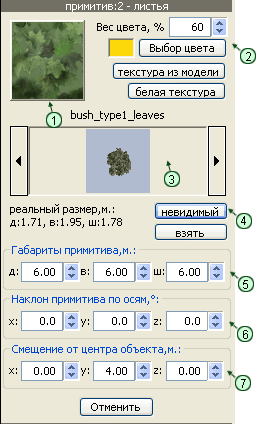 примитив:2 - листья
Вес цвета, % 60
Выбор цвета
2
текстура из модели
белая текстура
1
bush_type1_leaves
3
реальный размер,м.:
д:1.71, в:1.95, ш:1.78
невидимый
4
взять
Габариты примитива,м.:
д: 6.00 в: 6.00 ш: 6.00
5
Наклон примитива по осям,°:
x: 0.0 y: 0.0 z: 0.0
6
Смещение от центра объекта,м.:
x: 0.00 y: 4.00 z: 0.00
7
Отменить